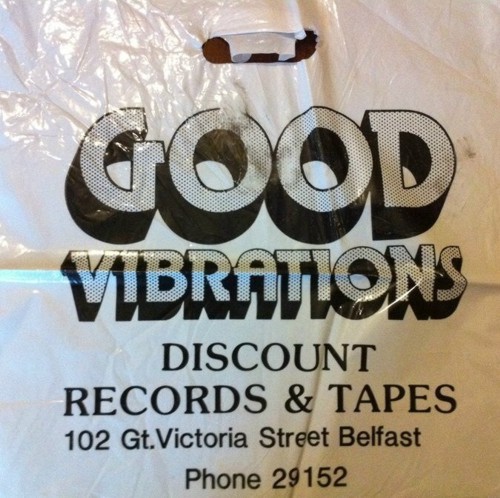 GOOD
VIBRATIONS
DISCOUNT
RECORDS & TAPES
102 Gt.Victoria Street Belfast
Phone 29152